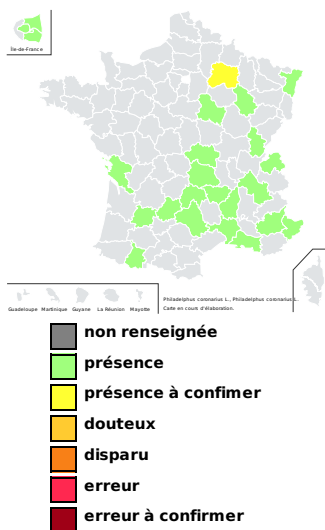 Île-de-France
Guadeloupe Martinique Guyane La Réunion Mayotte
Philadelphus coronarius L., Philadelphus coronarius L.
Carte en cours d'élaboration.
non renseignée
présence
présence à confimer
douteux
disparu
erreur
erreur à confirmer